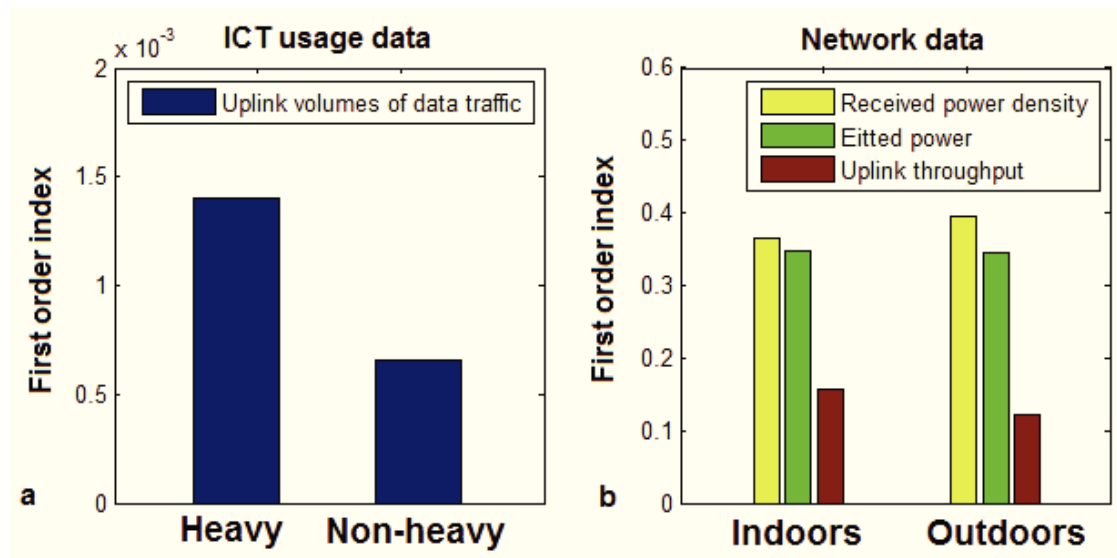 ICT usage data
× 10⁻³
2
1.5
1
0.5
0
First order index
Uplink volumes of data traffic
Heavy
Non-heavy
a
Network data
0.6
0.5
0.4
0.3
0.2
0.1
0
First order index
Received power density
Eitted power
Uplink throughput
Indoors
Outdoors
b